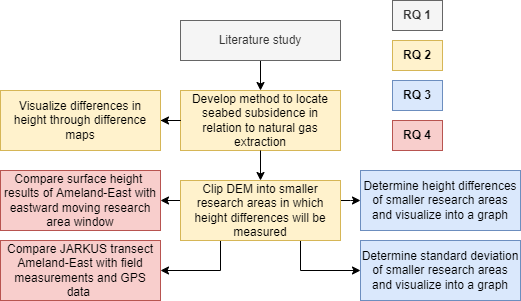 Literature study
RQ 1
RQ 2
RQ 3
RQ 4
Visualize differences in
height through difference
maps
Develop method to locate
seabed subsidence in
relation to natural gas
extraction
Compare surface height
results of Ameland-East with
eastward moving research
area window
Clip DEM into smaller
research areas in which
height differences will be
measured
Determine height differences
of smaller research areas
and visualize into a graph
Compare JARKUS transect
Ameland-East with field
measurements and GPS
data
Determine standard deviation
of smaller research areas
and visualize into a graph